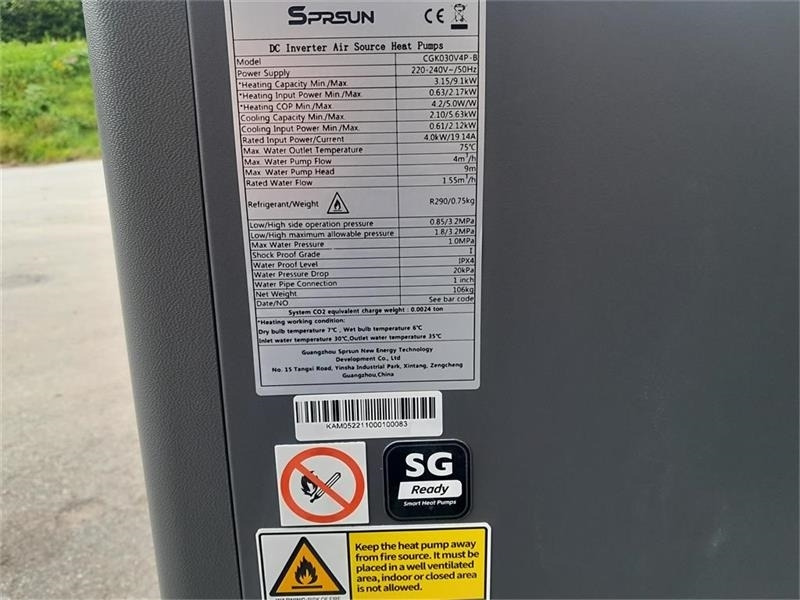 SPRSUN CE
DC Inverter Air Source Heat Pumps
Model CGK030V4P-B
Power Supply 220-240V~/50Hz
*Heating Capacity Min./Max. 3.15/9.1kW
*Heating Input Power Min./Max. 0.63/2.17kW
*Heating COP Min./Max. 4.2/5.0W/W
Cooling Capacity Min./Max. 2.10/5.63kW
Cooling Input Power Min./Max. 0.61/2.12kW
Rated Input Power/Current 4.0kW/19.14A
Max. Water Outlet Temperature 75℃
Max. Water Pump Flow 4m³/h
Max. Water Pump Head 9m
Rated Water Flow 1.55m³/h
Refrigerant/Weight R290/0.75kg
Low/High side operation pressure 0.85/3.2MPa
Low/High maximum allowable pressure 1.8/3.2MPa
Max Water Pressure 1.0MPa
Shock Proof Grade I
Water Proof Level IPX4
Water Pressure Drop 20kPa
Water Pipe Connection 1 inch
Net Weight 106kg
Date/NO. See bar code
System CO2 equivalent charge weight : 0.0024 ton
*Heating working condition:
Dry bulb temperature 7℃ , Wet bulb temperature 6℃
Inlet water temperature 30℃,Outlet water temperature 35℃
Guangzhou Sprsun New Energy Technology
Development Co., Ltd
No. 15 Tangxi Road, Yinsha Industrial Park, Xintang, Zengcheng
Guangzhou,China
KAM052211000100083
SG
Ready
Smart Heat Pumps
Keep the heat pump away
from fire source. It must be
placed in a well ventilated
area, indoor or closed area
is not allowed.
WARNING-RISK OF FIRE